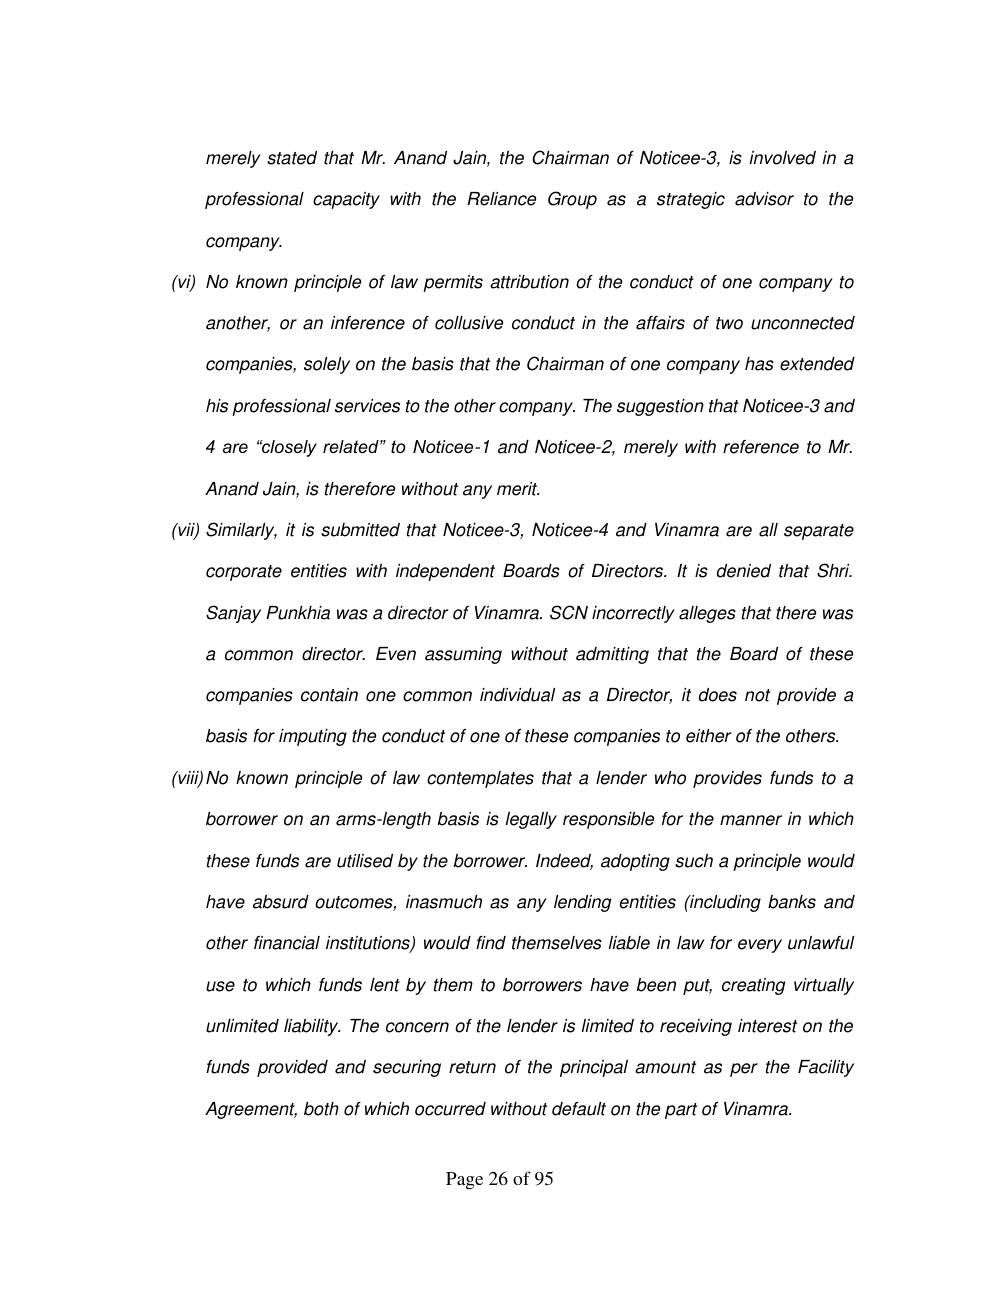 merely stated that Mr. Anand Jain, the Chairman of Noticee-3, is involved in a
professional capacity with the Reliance Group as a strategic advisor to the
company.
(vi) No known principle of law permits attribution of the conduct of one company to
another, or an inference of collusive conduct in the affairs of two unconnected
companies, solely on the basis that the Chairman of one company has extended
his professional services to the other company. The suggestion that Noticee-3 and
4 are “closely related” to Noticee-1 and Noticee-2, merely with reference to Mr.
Anand Jain, is therefore without any merit.
(vii) Similarly, it is submitted that Noticee-3, Noticee-4 and Vinamra are all separate
corporate entities with independent Boards of Directors. It is denied that Shri.
Sanjay Punkhia was a director of Vinamra. SCN incorrectly alleges that there was
a common director. Even assuming without admitting that the Board of these
companies contain one common individual as a Director, it does not provide a
basis for imputing the conduct of one of these companies to either of the others.
(viii) No known principle of law contemplates that a lender who provides funds to a
borrower on an arms-length basis is legally responsible for the manner in which
these funds are utilised by the borrower. Indeed, adopting such a principle would
have absurd outcomes, inasmuch as any lending entities (including banks and
other financial institutions) would find themselves liable in law for every unlawful
use to which funds lent by them to borrowers have been put, creating virtually
unlimited liability. The concern of the lender is limited to receiving interest on the
funds provided and securing return of the principal amount as per the Facility
Agreement, both of which occurred without default on the part of Vinamra.
Page 26 of 95